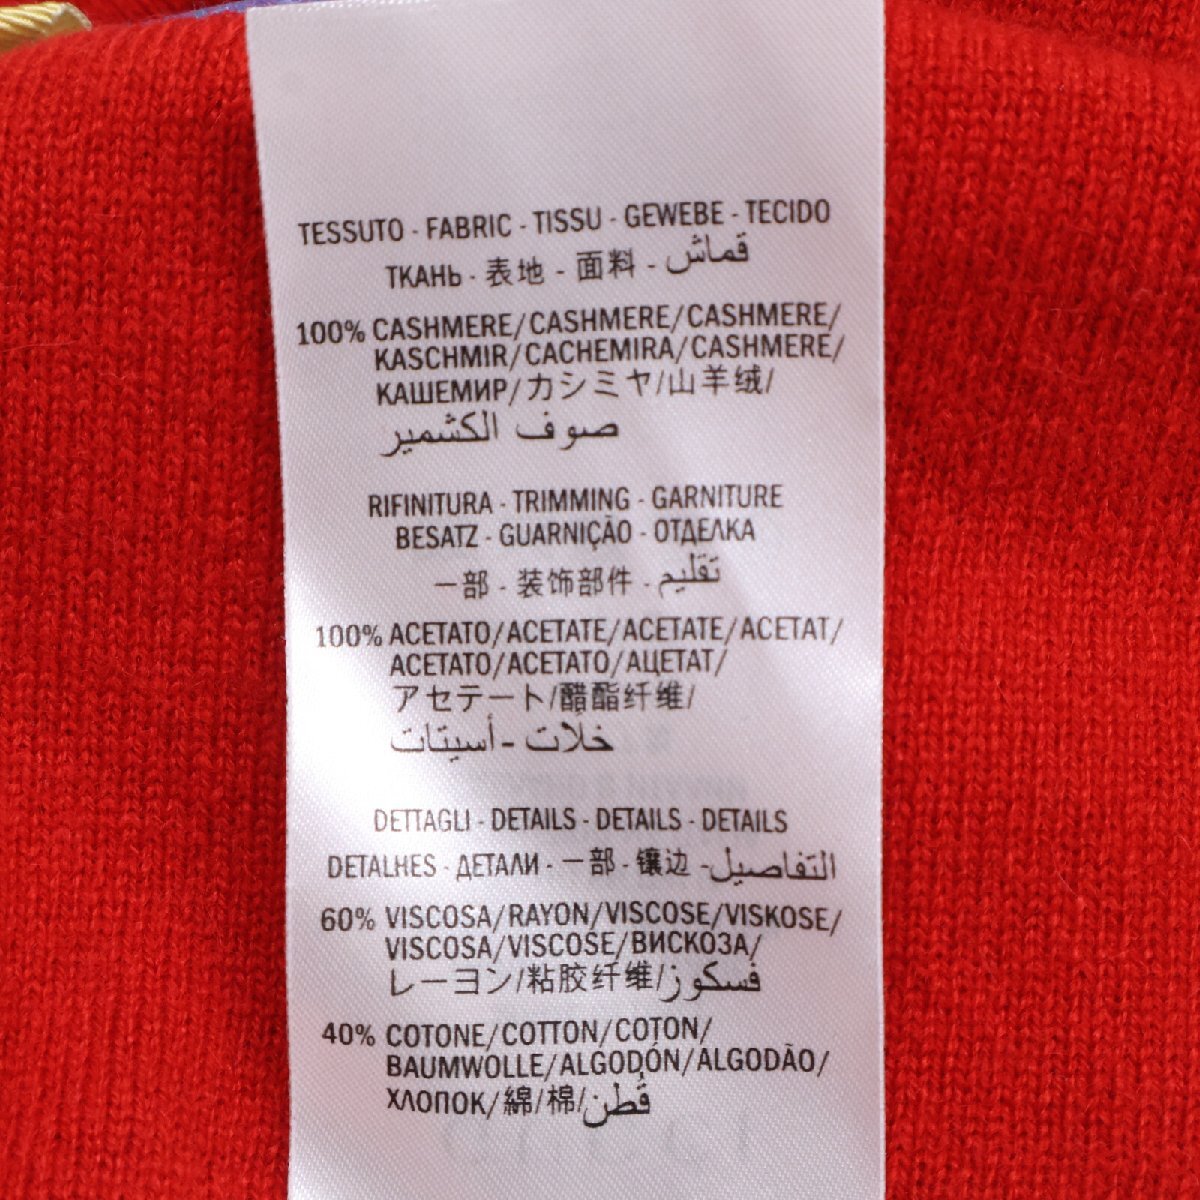 TESSUTO - FABRIC - TISSU - GEWEBE - TECIDO
ТКАНЬ - 表地 - 面料 - قماش
100% CASHMERE/CASHMERE/CASHMERE/
KASCHMIR/CACHEMIRA/CASHMERE/
КАШЕМИР/カシミヤ/山羊绒/
صوف الكشمير
RIFINITURA - TRIMMING - GARNITURE
BESATZ - GUARNIÇÃO - ОТДЕЛКА
一部 - 装饰部件 - تقليم
100% ACETATO/ACETATE/ACETATE/ACETAT/
ACETATO/ACETATO/АЦЕТАТ/
アセテート/醋酯纤维/
خلات - أسيتات
DETTAGLI - DETAILS - DETAILS - DETAILS
DETALHES - ДЕТАЛИ - 一部 - 镶边 - التفاصيل
60% VISCOSA/RAYON/VISCOSE/VISKOSE/
VISCOSA/VISCOSE/ВИСКОЗА/
レーヨン/粘胶纤维/فسكوز
40% COTONE/COTTON/COTON/
BAUMWOLLE/ALGODÓN/ALGODÃO/
ХЛОПОК/綿/棉/قطن